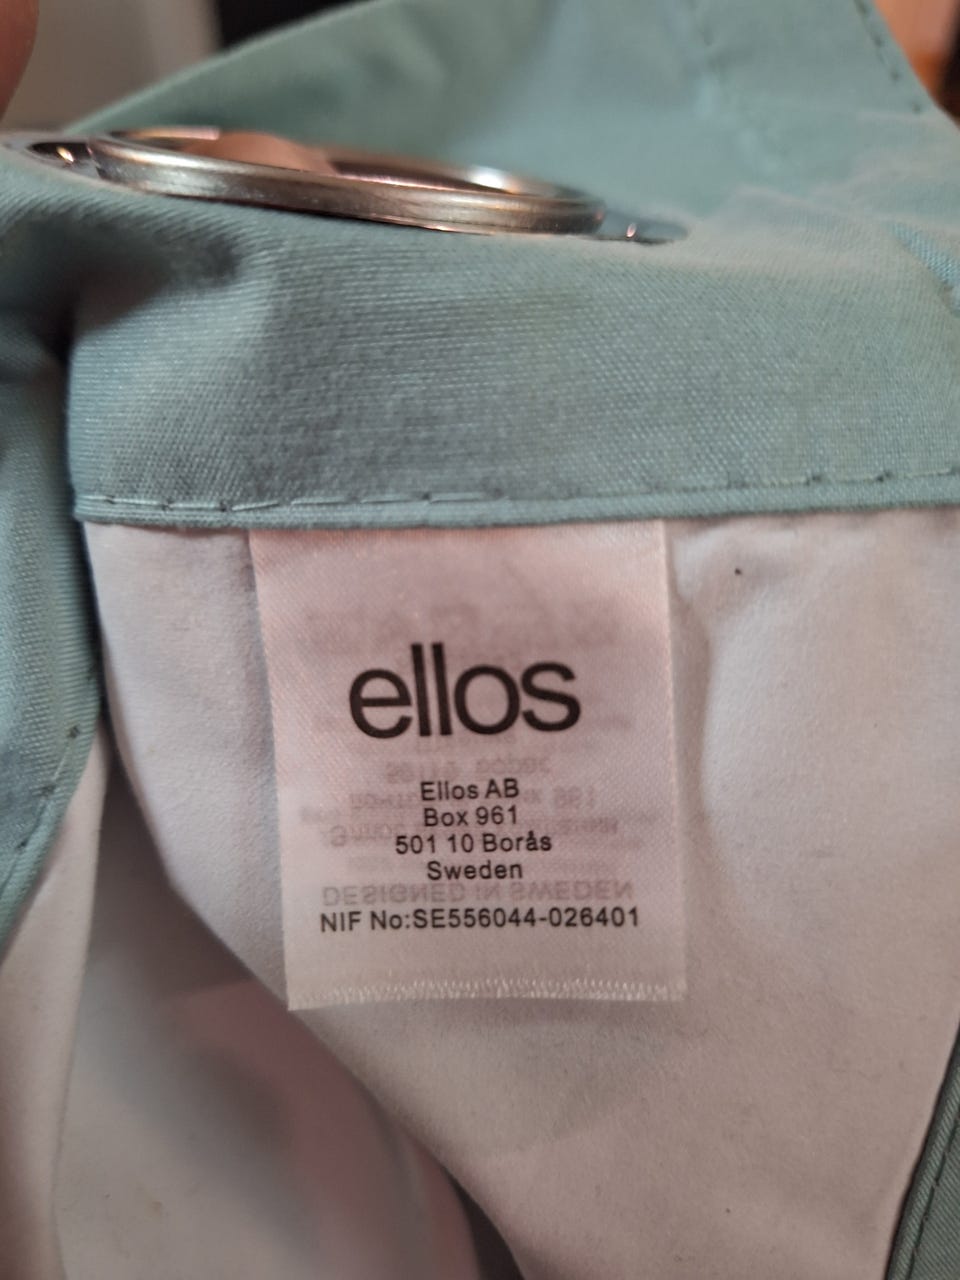 ellos
Ellos AB
Box 961
501 10 Borås
Sweden
DESIGNED IN SWEDEN
NIF No:SE556044-026401